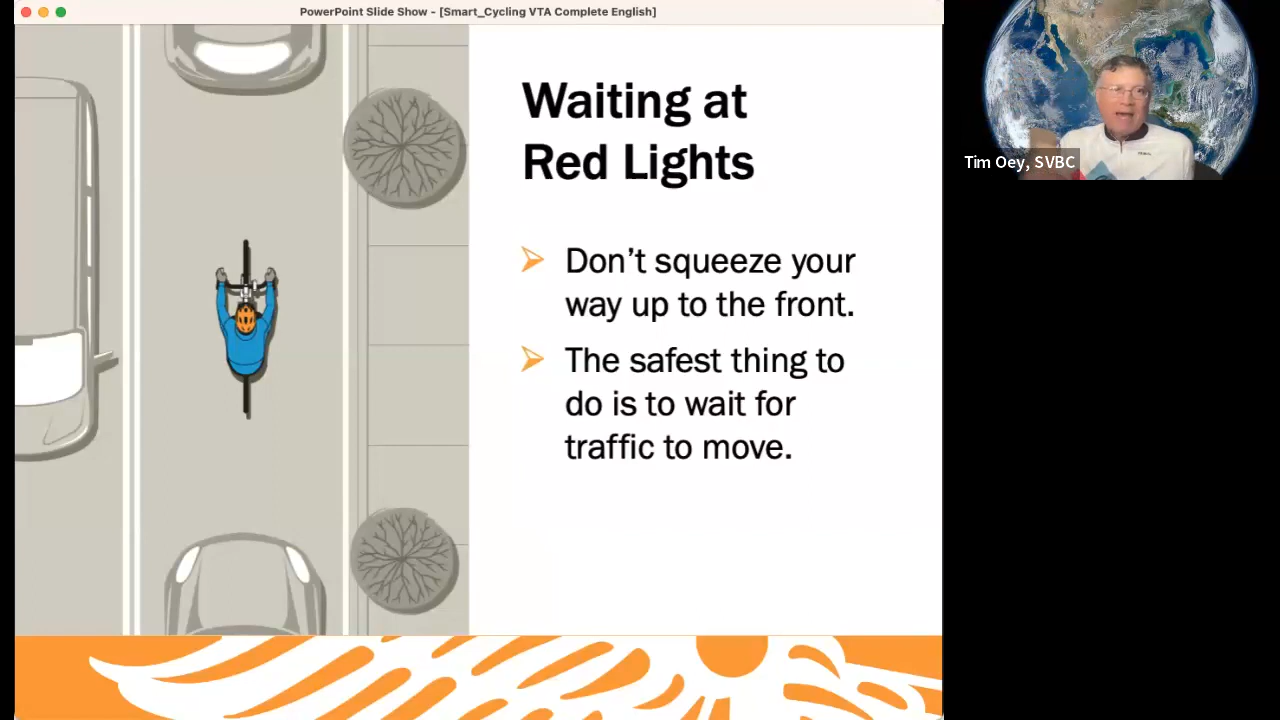 PowerPoint Slide Show - [Smart_Cycling VTA Complete English]
Waiting at
Red Lights
Don’t squeeze your
way up to the front.
The safest thing to
do is to wait for
traffic to move.
Tim Oey, SVBC